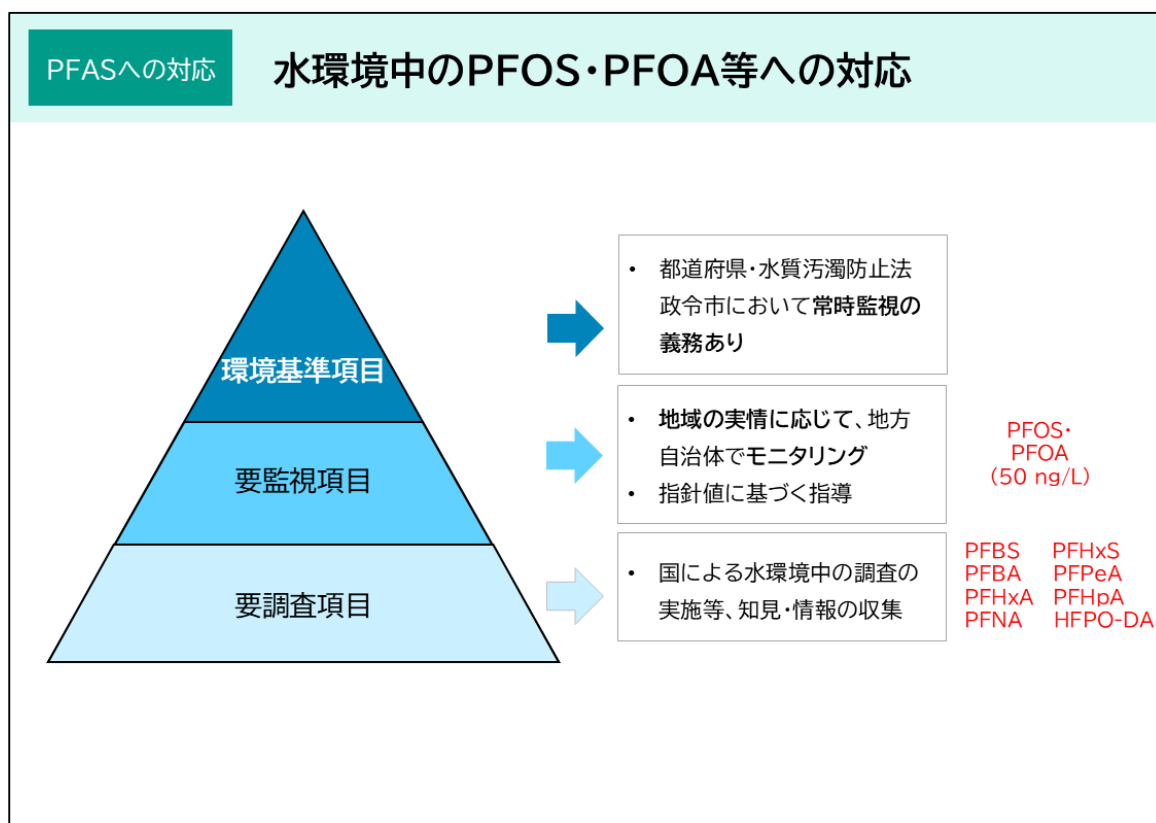 PFASへの対応
水環境中のPFOS・PFOA等への対応
環境基準項目
• 都道府県・水質汚濁防止法
政令市において常時監視の
義務あり
要監視項目
• 地域の実情に応じて、地方
自治体でモニタリング
• 指針値に基づく指導
PFOS・
PFOA
(50 ng/L)
要調査項目
• 国による水環境中の調査の
実施等、知見・情報の収集
PFBS PFHxS
PFBA PFPeA
PFHxA PFHpA
PFNA HFPO-DA